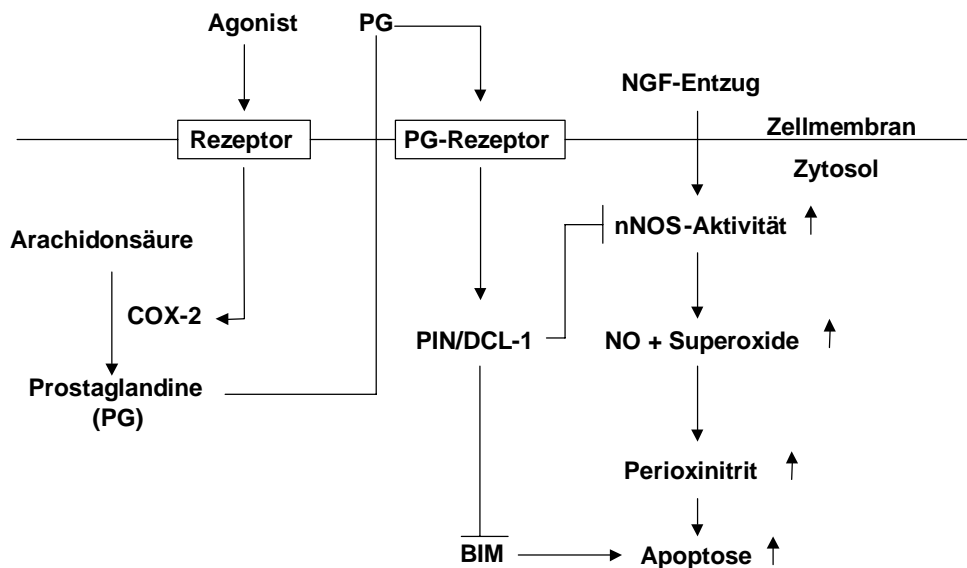 Agonist
PG
NGF-Entzug
Zellmembran
Rezeptor
PG-Rezeptor
Zytosol
nNOS-Aktivität
Arachidonsäure
COX-2
PIN/DCL-1
NO + Superoxide
Prostaglandine
(PG)
Perioxinitrit
BIM
Apoptose